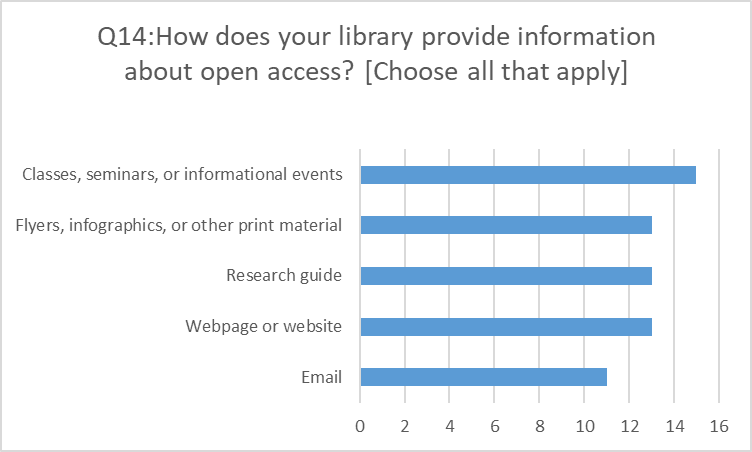 Q14:How does your library provide information
about open access? [Choose all that apply]
Classes, seminars, or informational events
Flyers, infographics, or other print material
Research guide
Webpage or website
Email
0 2 4 6 8 10 12 14 16